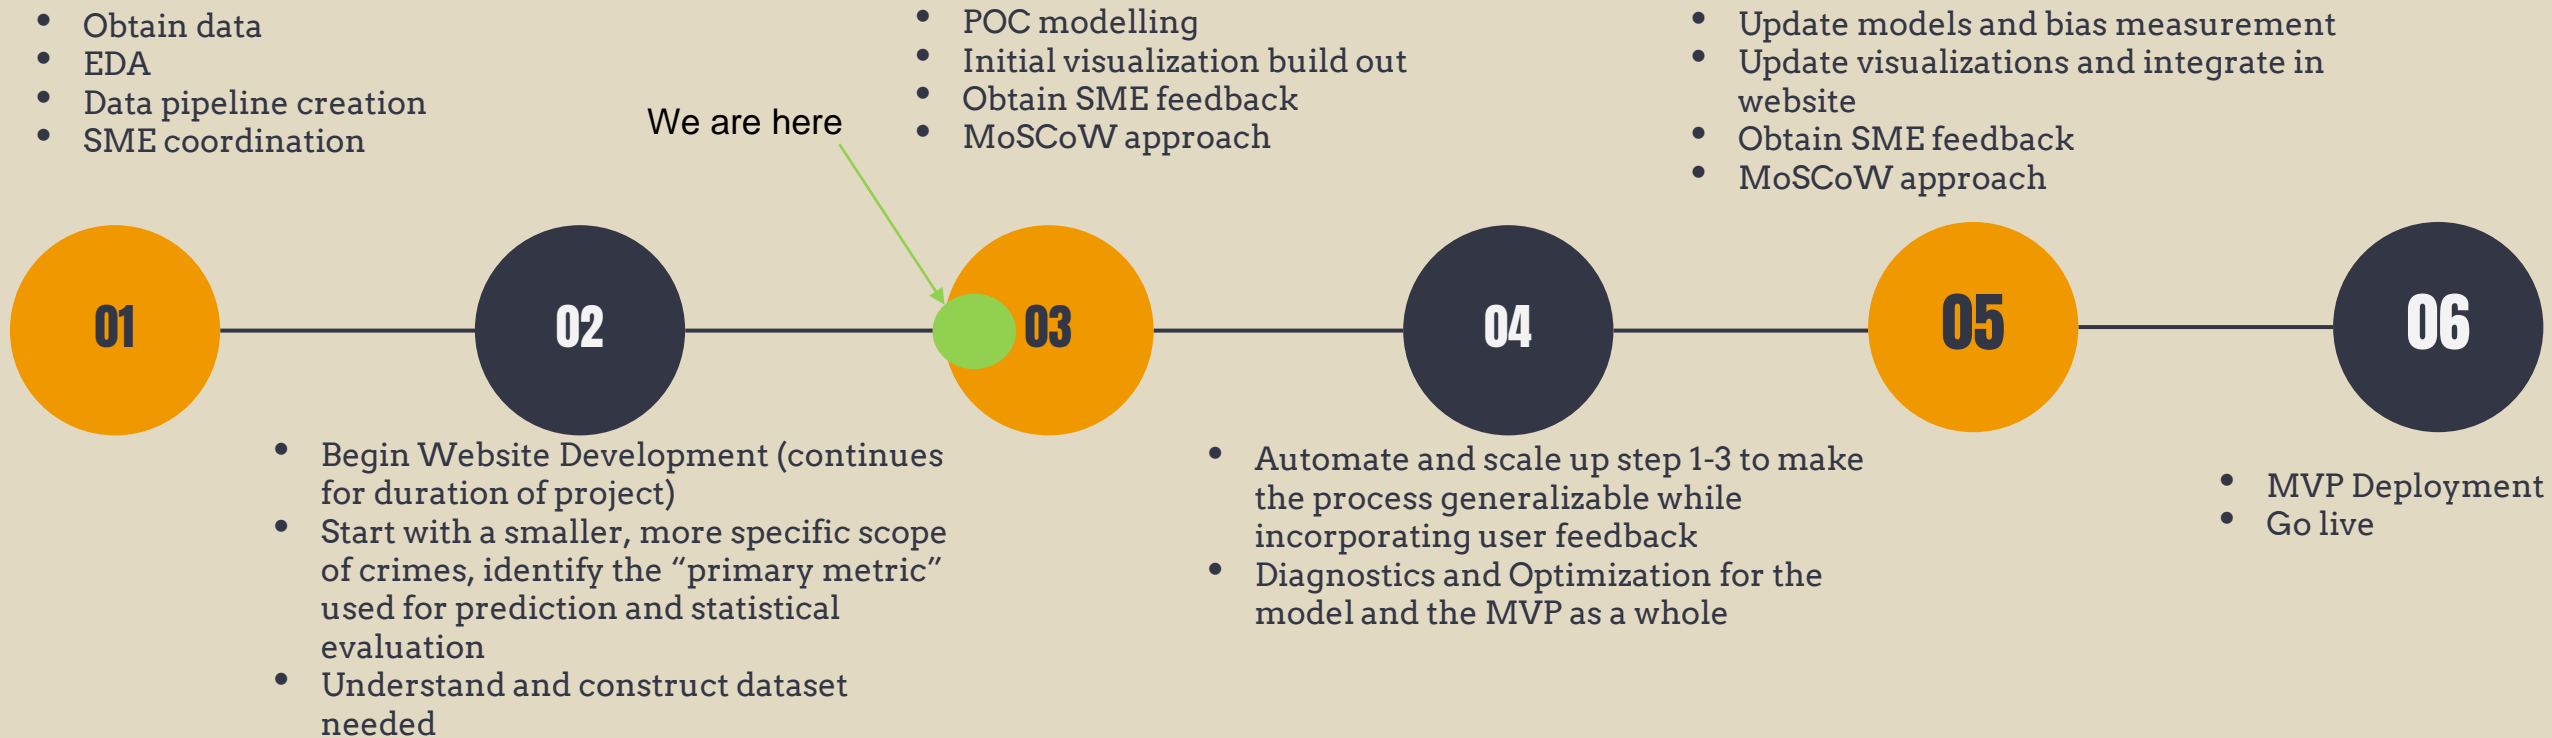 • Obtain data
• EDA
• Data pipeline creation
• SME coordination
We are here
• POC modelling
• Initial visualization build out
• Obtain SME feedback
• MoSCoW approach
• Update models and bias measurement
• Update visualizations and integrate in
website
• Obtain SME feedback
• MoSCoW approach
01
02
03
04
05
06
• Begin Website Development (continues
for duration of project)
• Start with a smaller, more specific scope
of crimes, identify the “primary metric”
used for prediction and statistical
evaluation
• Understand and construct dataset
needed
• Automate and scale up step 1-3 to make
the process generalizable while
incorporating user feedback
• Diagnostics and Optimization for the
model and the MVP as a whole
• MVP Deployment
• Go live